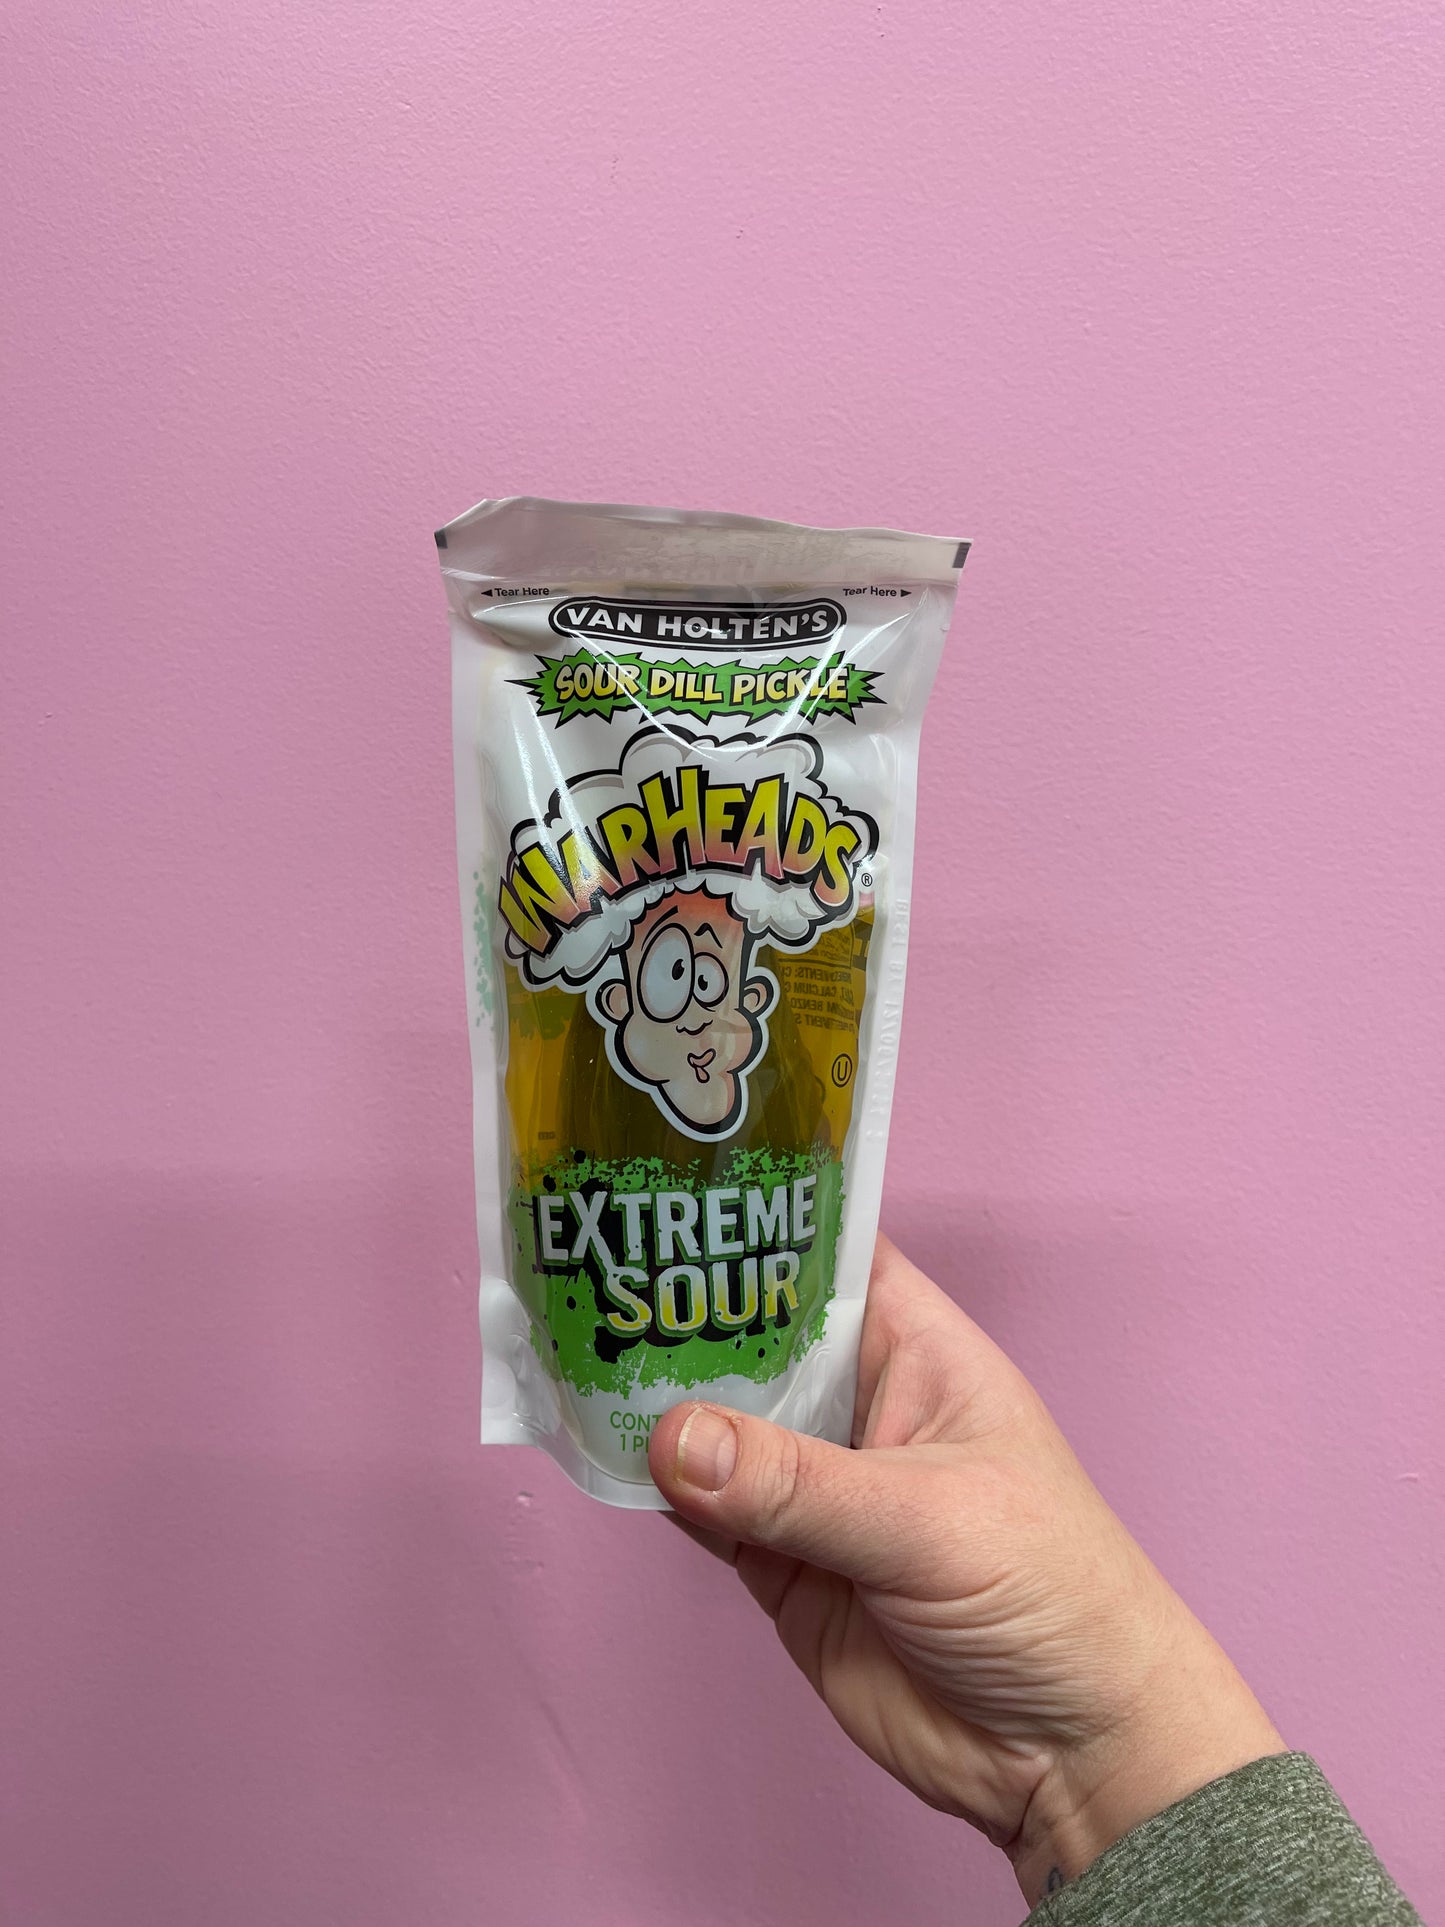 ◀ Tear Here Tear Here ▶
VAN HOLTEN'S
SOUR DILL PICKLE
WARHEADS®
U
EXTREME
SOUR